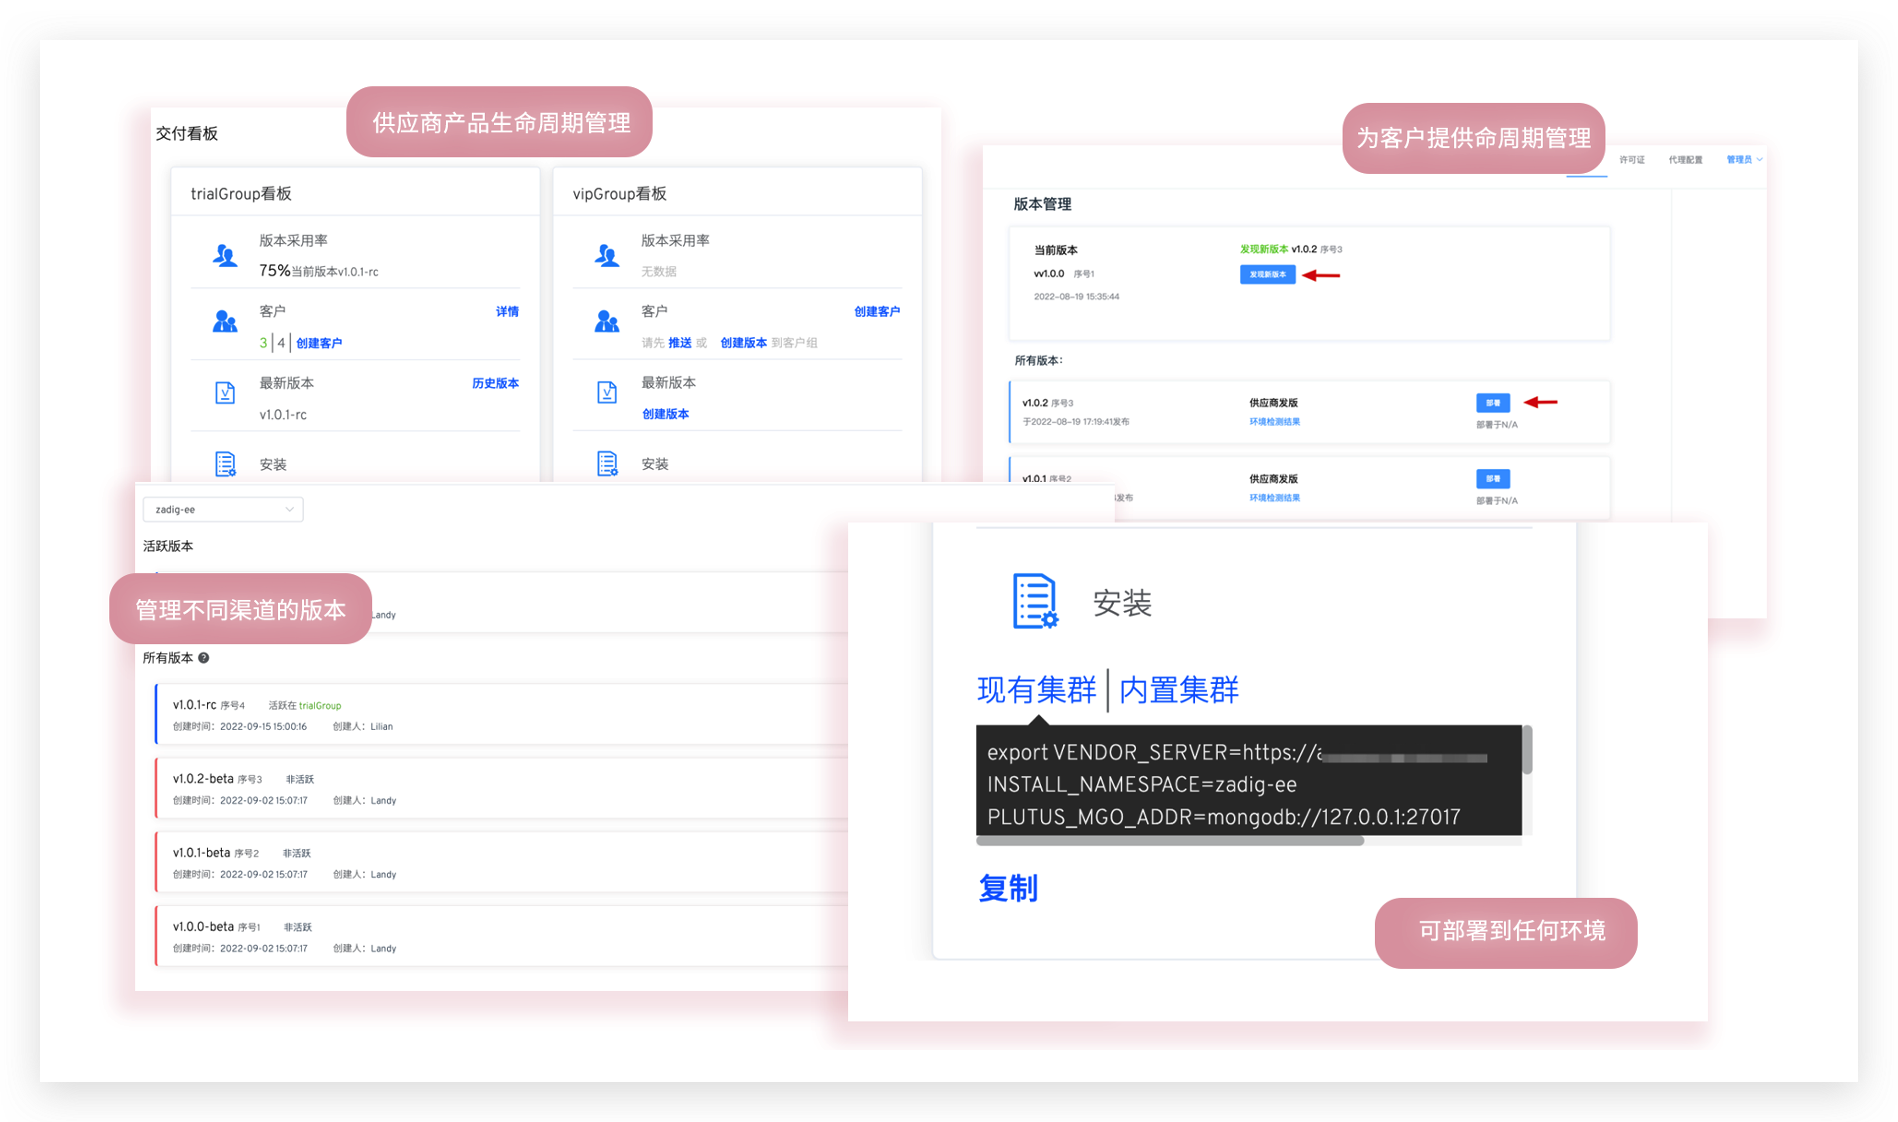 供应商产品生命周期管理
交付看板
trialGroup看板
版本采用率
75%当前版本v1.0.1-rc
客户
详情
3 | 4 | 创建客户
最新版本
历史版本
v1.0.1-rc
安装
vipGroup看板
版本采用率
无数据
客户
创建客户
请先 推送 或 创建版本 到客户组
最新版本
创建版本
安装
为客户提供命周期管理
许可证 代理配置 管理员
版本管理
当前版本
vv1.0.0 序号1
2022-08-19 15:35:44
发现新版本 v1.0.2 序号3
发现新版本
所有版本:
v1.0.2 序号3
于2022-08-19 17:19:41发布
供应商发版
环境检测结果
部署
部署于N/A
v1.0.1 序号2
发布
供应商发版
环境检测结果
部署
部署于N/A
zadig-ee
活跃版本
管理不同渠道的版本
Landy
所有版本
v1.0.1-rc 序号4 活跃在 trialGroup
创建时间: 2022-09-15 15:00:16 创建人: Lilian
v1.0.2-beta 序号3 非活跃
创建时间: 2022-09-02 15:07:17 创建人: Landy
v1.0.1-beta 序号2 非活跃
创建时间: 2022-09-02 15:07:17 创建人: Landy
v1.0.0-beta 序号1 非活跃
创建时间: 2022-09-02 15:07:17 创建人: Landy
安装
现有集群 | 内置集群
export VENDOR_SERVER=https://
INSTALL_NAMESPACE=zadig-ee
PLUTUS_MGO_ADDR=mongodb://127.0.0.1:27017
复制
可部署到任何环境